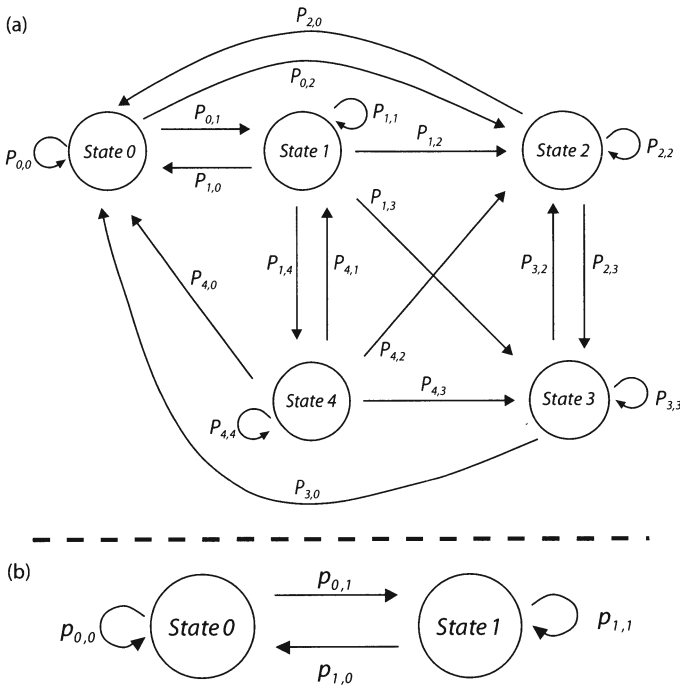 (a)
P2,0
P0,2
P0,1
P1,1
State 0
State 1
State 2
P0,0
P1,2
P2,2
P1,0
P1,3
P1,4
P4,1
P3,2
P2,3
P4,0
P4,2
State 4
P4,3
State 3
P3,3
P4,4
P3,0
(b)
p0,1
State 0
State 1
p0,0
p1,1
p1,0